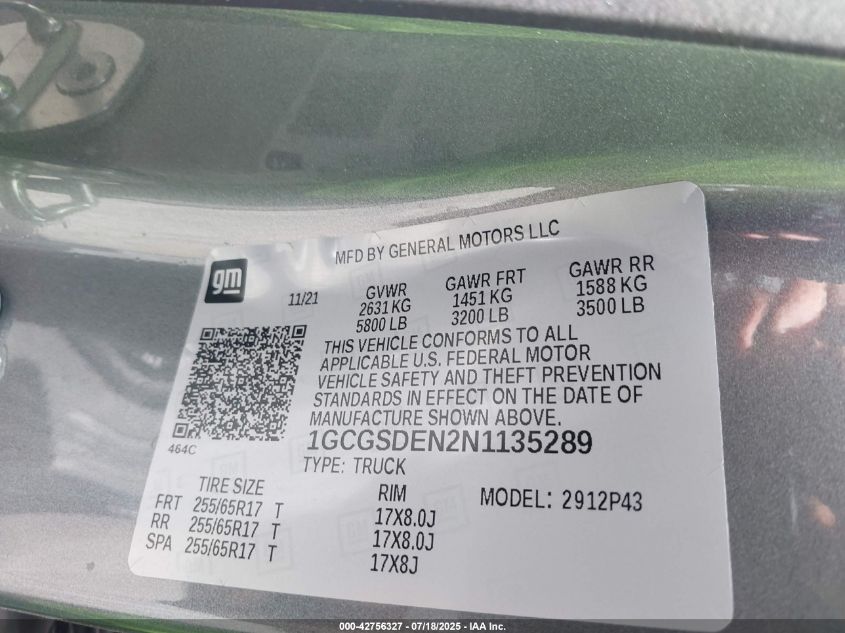 MFD BY GENERAL MOTORS LLC
gm
11/21
GVWR
2631 KG
5800 LB
GAWR FRT
1451 KG
3200 LB
GAWR RR
1588 KG
3500 LB
THIS VEHICLE CONFORMS TO ALL
APPLICABLE U.S. FEDERAL MOTOR
VEHICLE SAFETY AND THEFT PREVENTION
STANDARDS IN EFFECT ON THE DATE OF
MANUFACTURE SHOWN ABOVE.
464C
1GCGSDEN2N1135289
TYPE: TRUCK
TIRE SIZE
RIM
MODEL: 2912P43
FRT 255/65R17 T 17X8.0J
RR 255/65R17 T 17X8.0J
SPA 255/65R17 T 17X8J
000-42756327 - 07/18/2025 - IAA Inc.